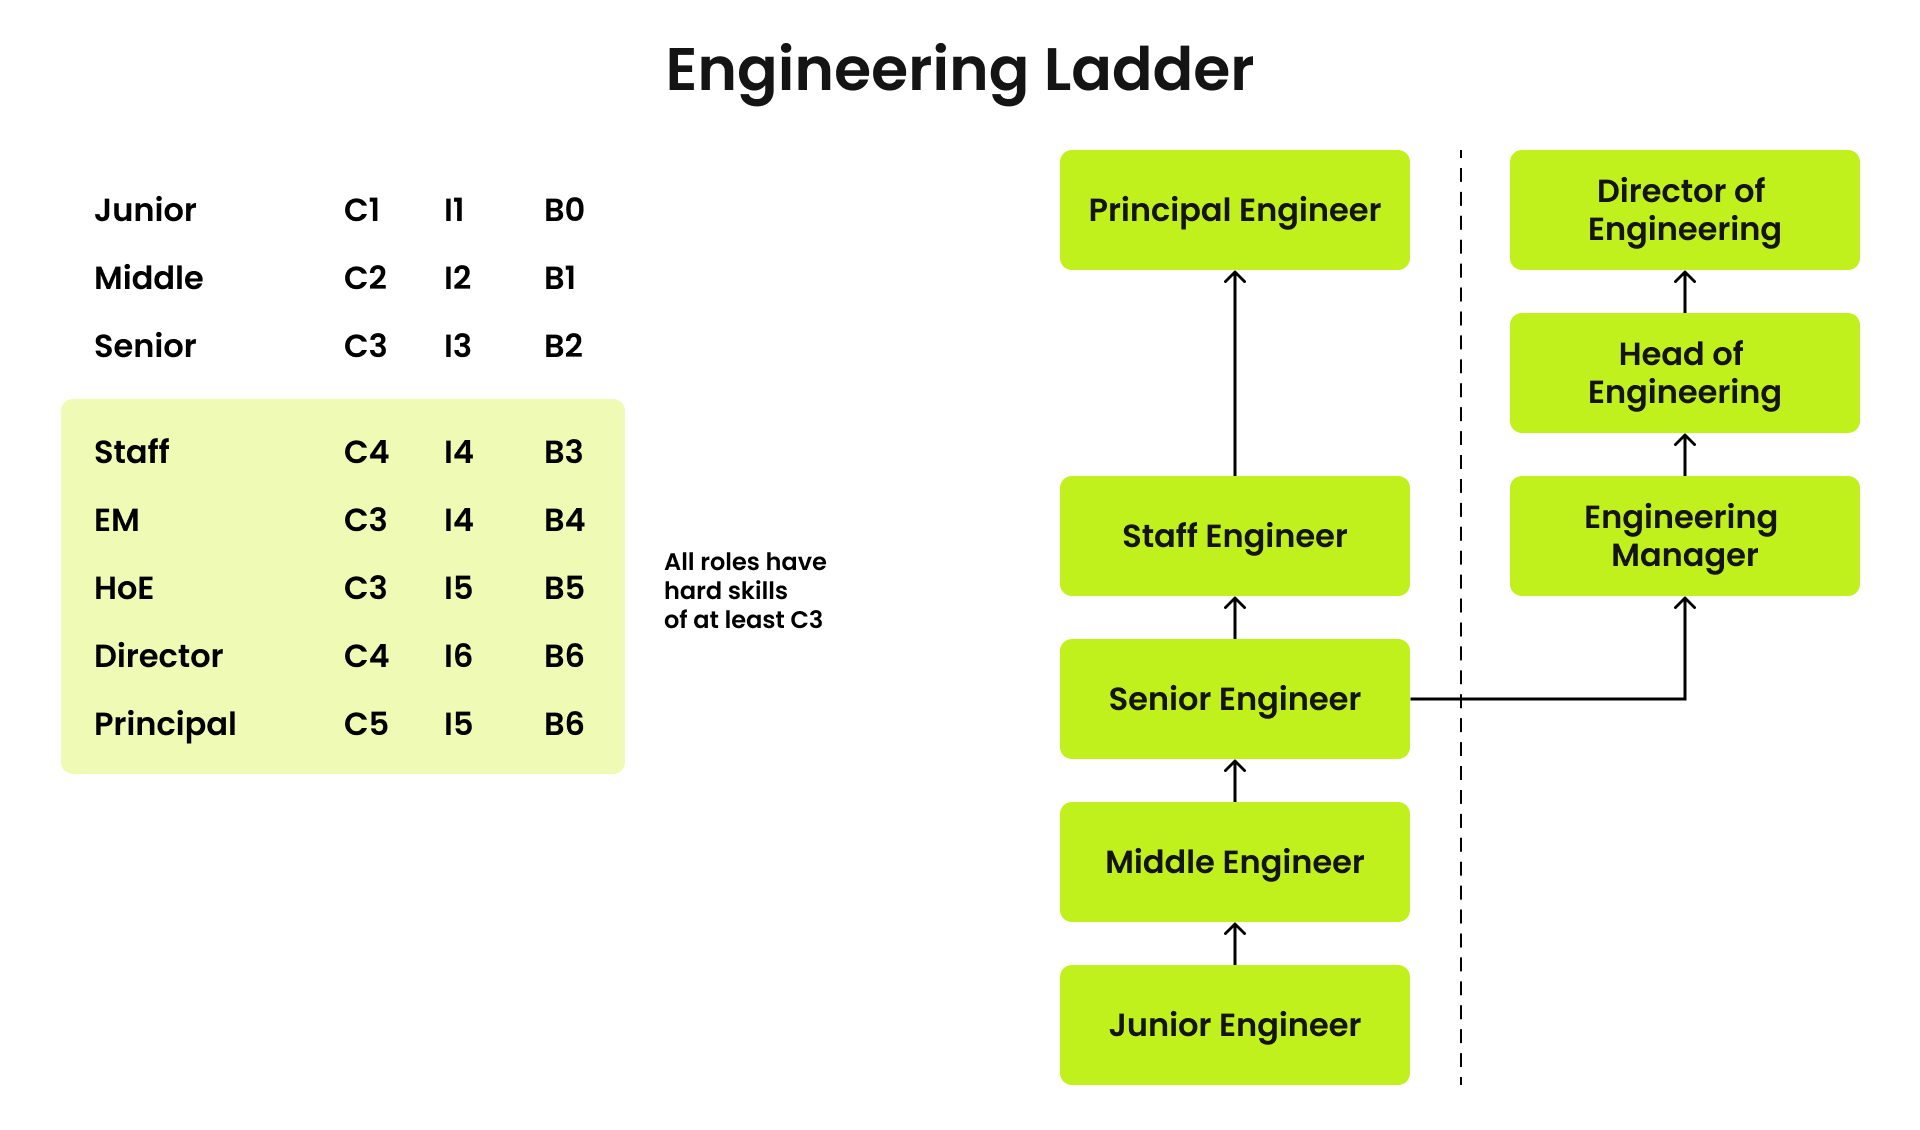 Engineering Ladder
Junior C1 I1 B0
Middle C2 I2 B1
Senior C3 I3 B2
Staff C4 I4 B3
EM C3 I4 B4
HoE C3 I5 B5
Director C4 I6 B6
Principal C5 I5 B6
All roles have
hard skills
of at least C3
Principal Engineer
Staff Engineer
Senior Engineer
Middle Engineer
Junior Engineer
Director of
Engineering
Head of
Engineering
Engineering
Manager